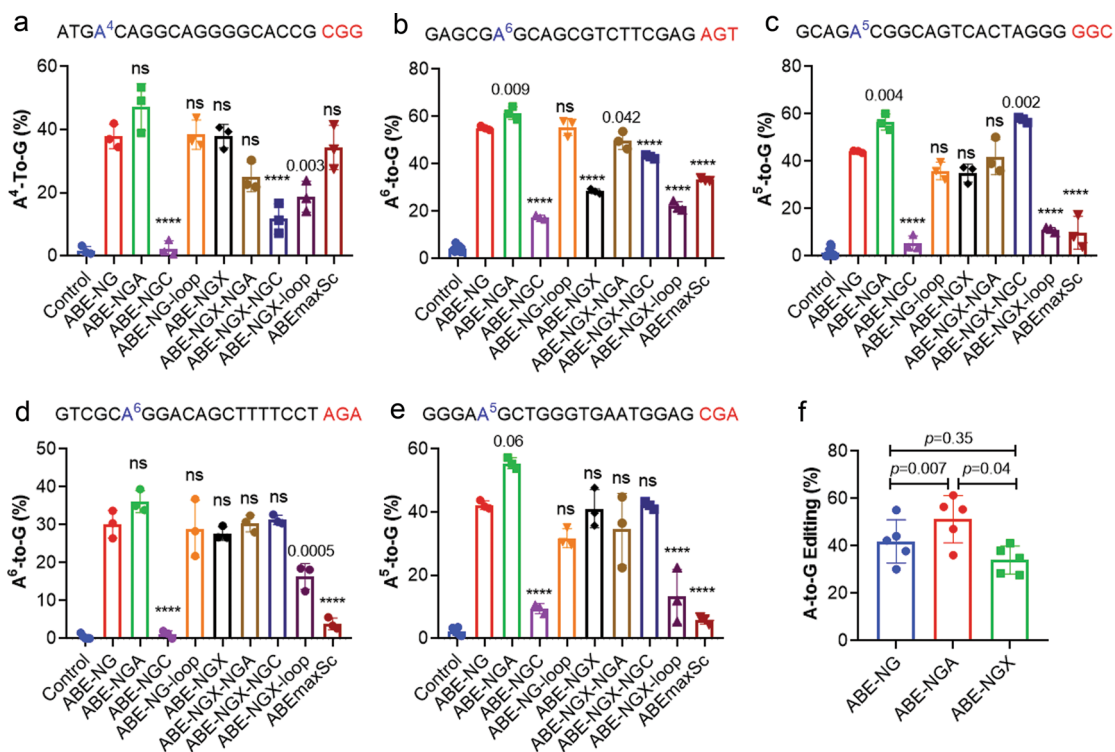 a
ATGA4CAGGCAGGGGCACCG CGG
A4-To-G (%)
60
40
20
0
ns
ns
****
ns
ns
ns
****
0.003
ns
Control
ABE-NG
ABE-NGA
ABE-NGC
ABE-NG-loop
ABE-NGX
ABE-NGX-NGA
ABE-NGX-NGC
ABE-NGX-loop
ABEmaxSc
b
GAGCGA6GCAGCGTCTTCGAG AGT
A6-to-G (%)
80
60
40
20
0
0.009
****
ns
****
0.042
****
****
****
Control
ABE-NG
ABE-NGA
ABE-NGC
ABE-NG-loop
ABE-NGX
ABE-NGX-NGA
ABE-NGX-NGC
ABE-NGX-loop
ABEmaxSc
c
GCAGA5CGGCAGTCACTAGGG GGC
A5-to-G (%)
80
60
40
20
0
0.004
****
ns
ns
ns
0.002
****
****
Control
ABE-NG
ABE-NGA
ABE-NGC
ABE-NG-loop
ABE-NGX
ABE-NGX-NGA
ABE-NGX-NGC
ABE-NGX-loop
ABEmaxSc
d
GTCGCA6GGACAGCTTTTCCT AGA
A6-to-G (%)
50
40
30
20
10
0
ns
****
ns
ns
ns
ns
0.0005
****
Control
ABE-NG
ABE-NGA
ABE-NGC
ABE-NG-loop
ABE-NGX
ABE-NGX-NGA
ABE-NGX-NGC
ABE-NGX-loop
ABEmaxSc
e
GGGAA5GCTGGGTGAATGGAG CGA
A5-to-G (%)
60
40
20
0
0.06
****
ns
ns
ns
ns
****
****
Control
ABE-NG
ABE-NGA
ABE-NGC
ABE-NG-loop
ABE-NGX
ABE-NGX-NGA
ABE-NGX-NGC
ABE-NGX-loop
ABEmaxSc
f
A-to-G Editing (%)
80
60
40
20
0
p=0.35
p=0.007
p=0.04
ABE-NG
ABE-NGA
ABE-NGX